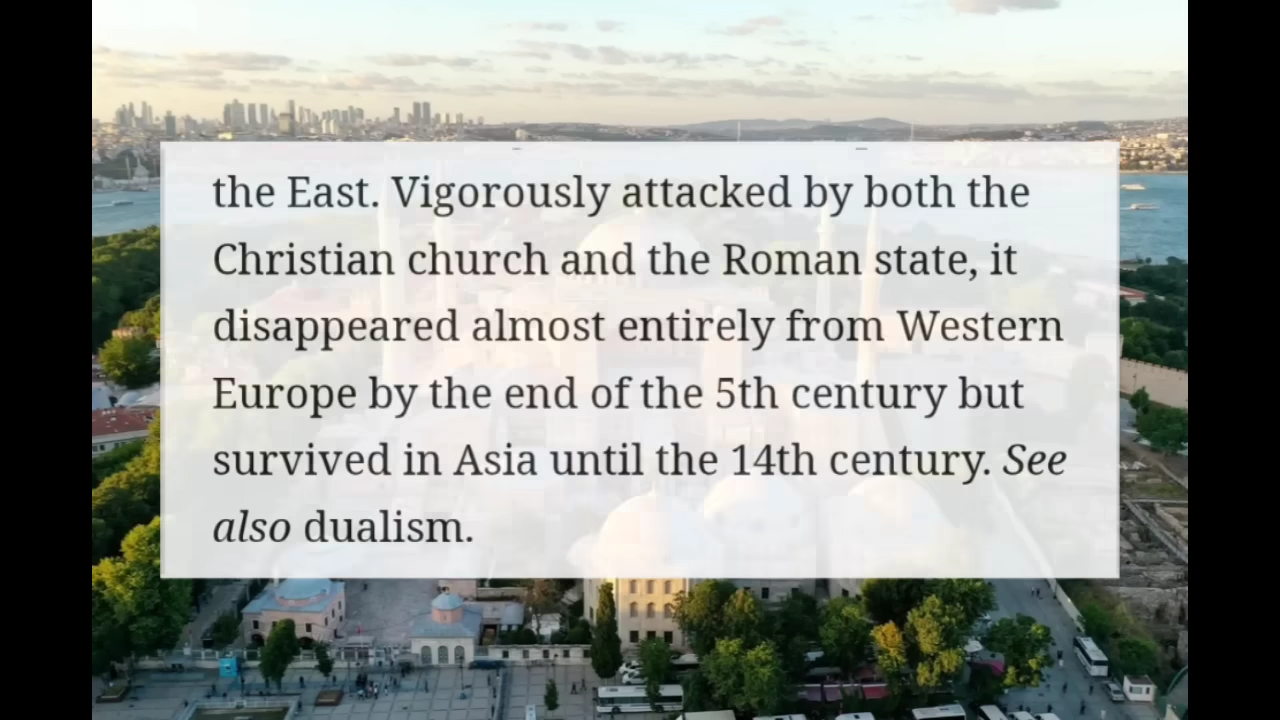 the East. Vigorously attacked by both the
Christian church and the Roman state, it
disappeared almost entirely from Western
Europe by the end of the 5th century but
survived in Asia until the 14th century. See
also dualism.